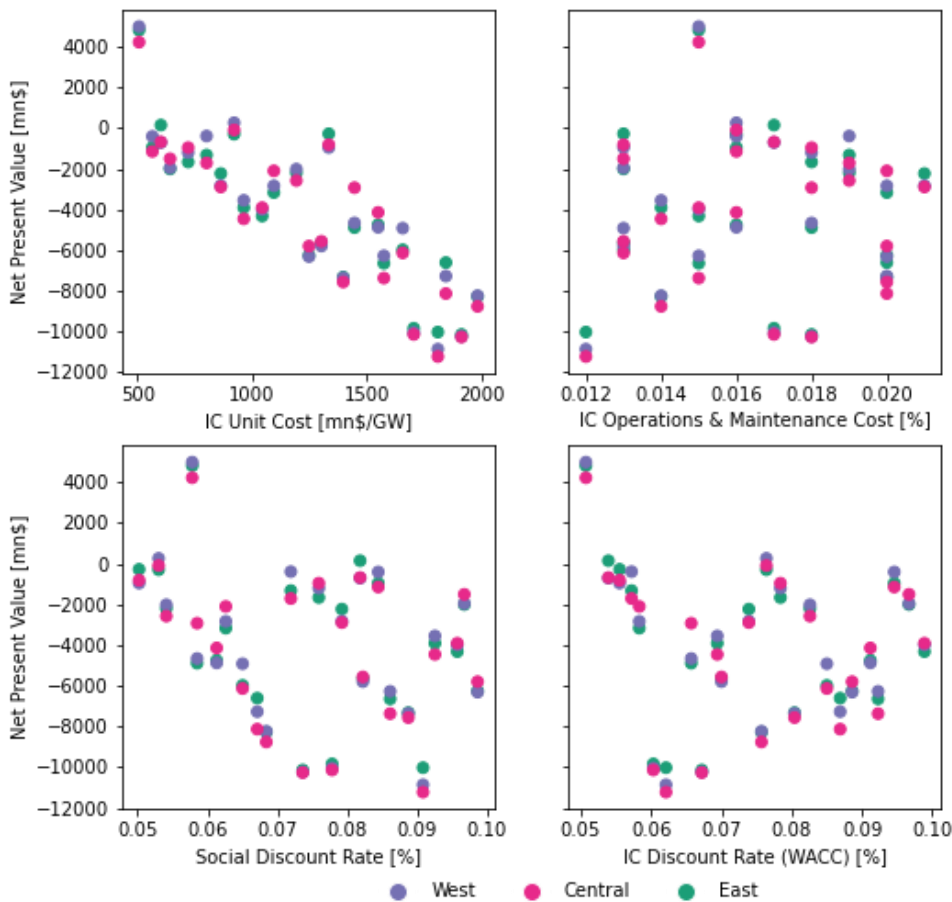 4000
2000
0
−2000
−4000
−6000
−8000
−10000
−12000
Net Present Value [mn$]
500 1000 1500 2000
IC Unit Cost [mn$/GW]
0.012 0.014 0.016 0.018 0.020
IC Operations & Maintenance Cost [%]
4000
2000
0
−2000
−4000
−6000
−8000
−10000
−12000
Net Present Value [mn$]
0.05 0.06 0.07 0.08 0.09 0.10
Social Discount Rate [%]
0.05 0.06 0.07 0.08 0.09 0.10
IC Discount Rate (WACC) [%]
West Central East